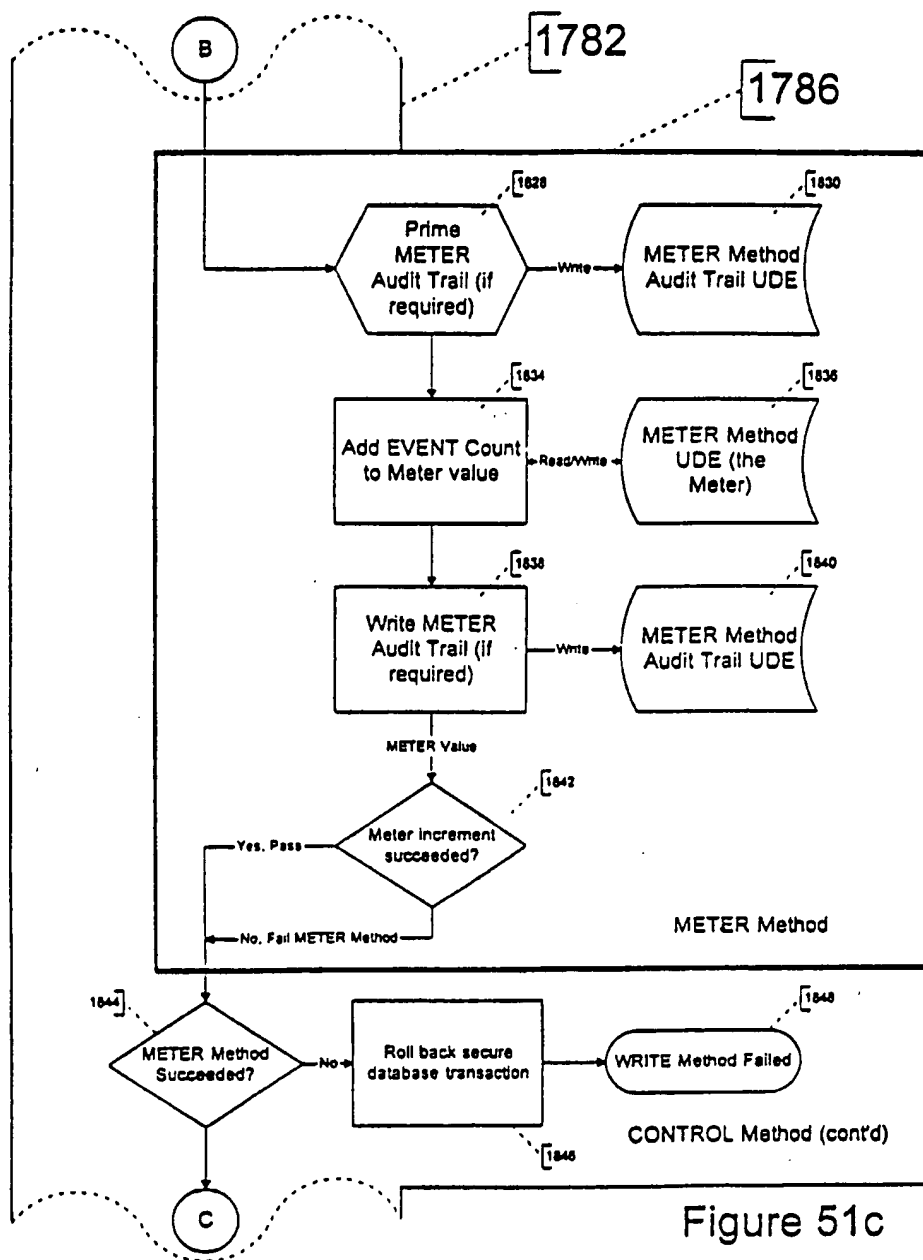 B
1782
1786
1828
Prime
METER
Audit Trail (if
required)
Write
1830
METER Method
Audit Trail UDE
1834
Add EVENT Count
to Meter value
Read/Write
1836
METER Method
UDE (the
Meter)
1838
Write METER
Audit Trail (if
required)
Write
1840
METER Method
Audit Trail UDE
METER Value
1842
Meter increment
succeeded?
Yes, Pass
No, Fail METER Method
METER Method
1844
METER Method
Succeeded?
No
Roll back secure
database transaction
1846
1848
WRITE Method Failed
CONTROL Method (cont'd)
C
Figure 51c